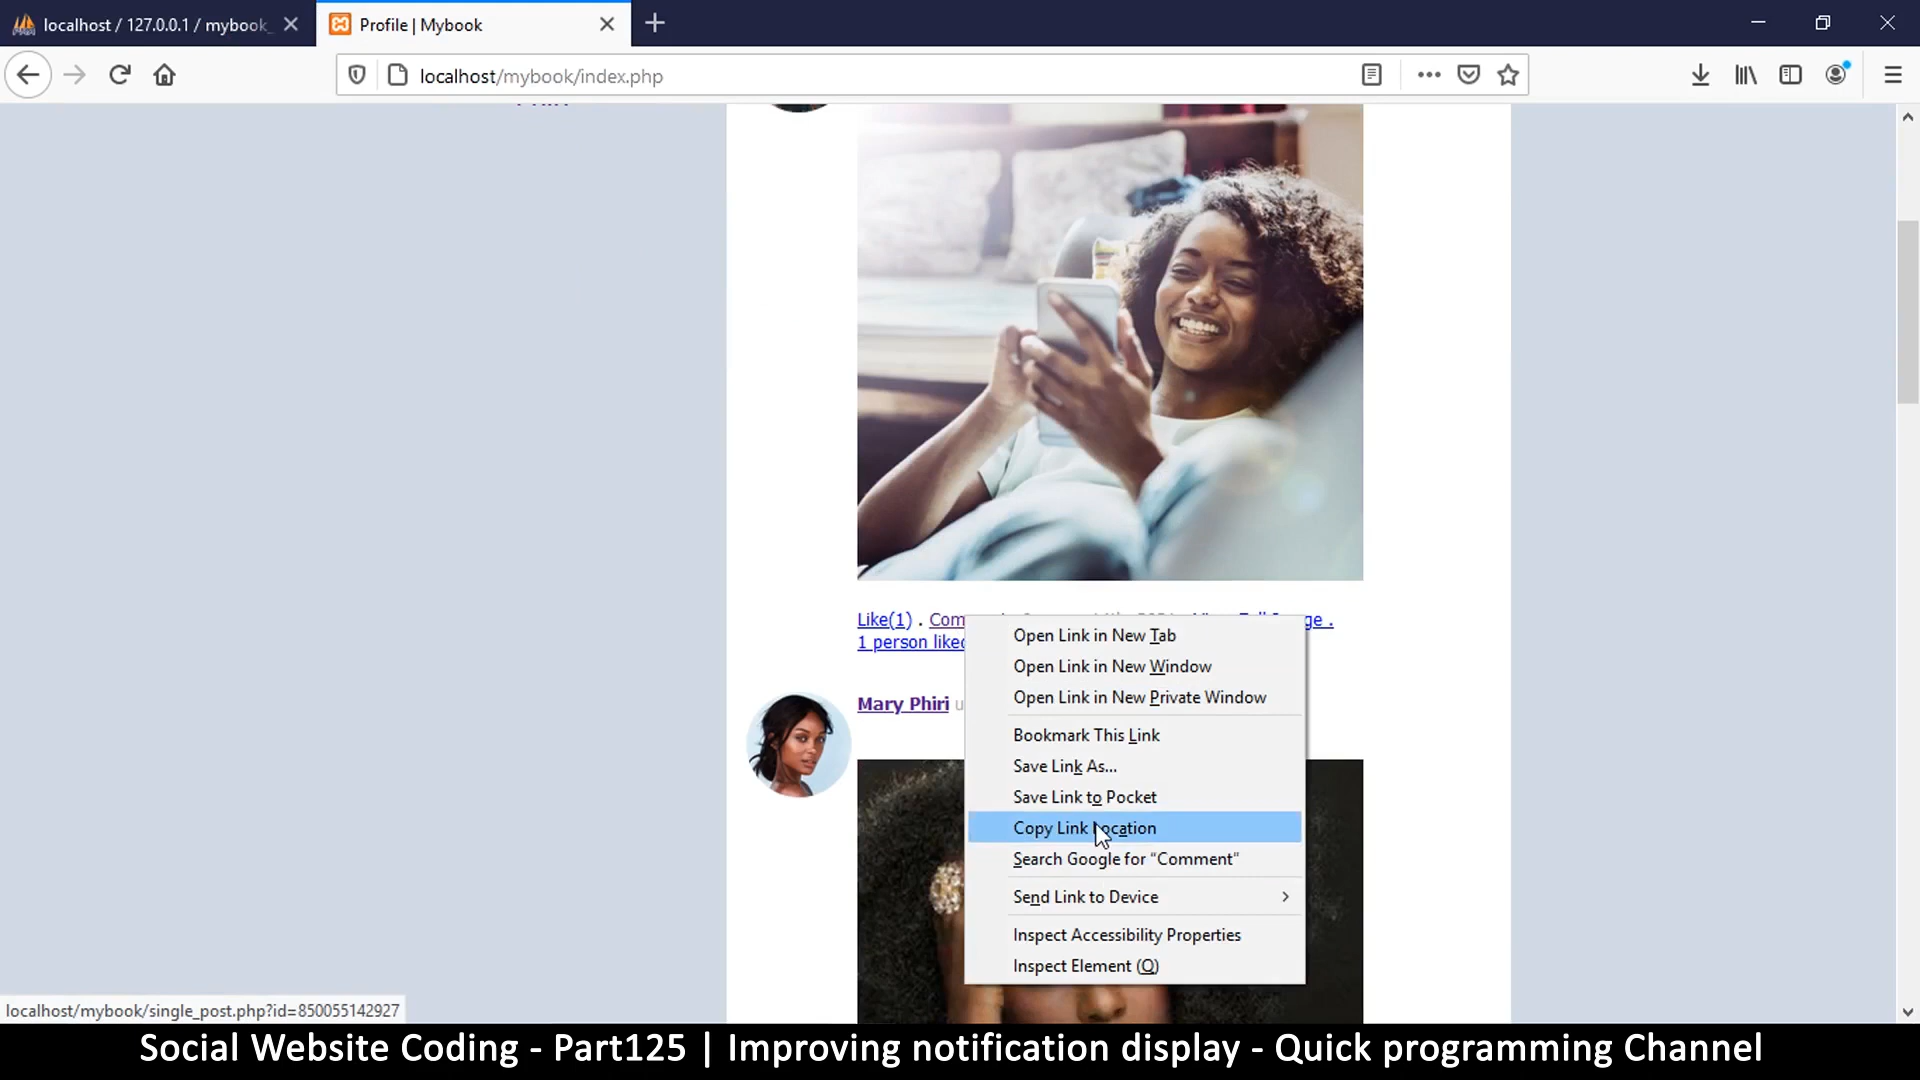 localhost / 127.0.0.1 / mybook_
Profile | Mybook
localhost/mybook/index.php
Like(1) . Com
ge .
1 person liked
Open Link in New Tab
Open Link in New Window
Open Link in New Private Window
Mary Phiri u
Bookmark This Link
Save Link As...
Save Link to Pocket
Copy Link Location
Search Google for “Comment”
Send Link to Device
Inspect Accessibility Properties
Inspect Element (Q)
localhost/mybook/single_post.php?id=850055142927
Social Website Coding - Part125 | Improving notification display - Quick programming Channel